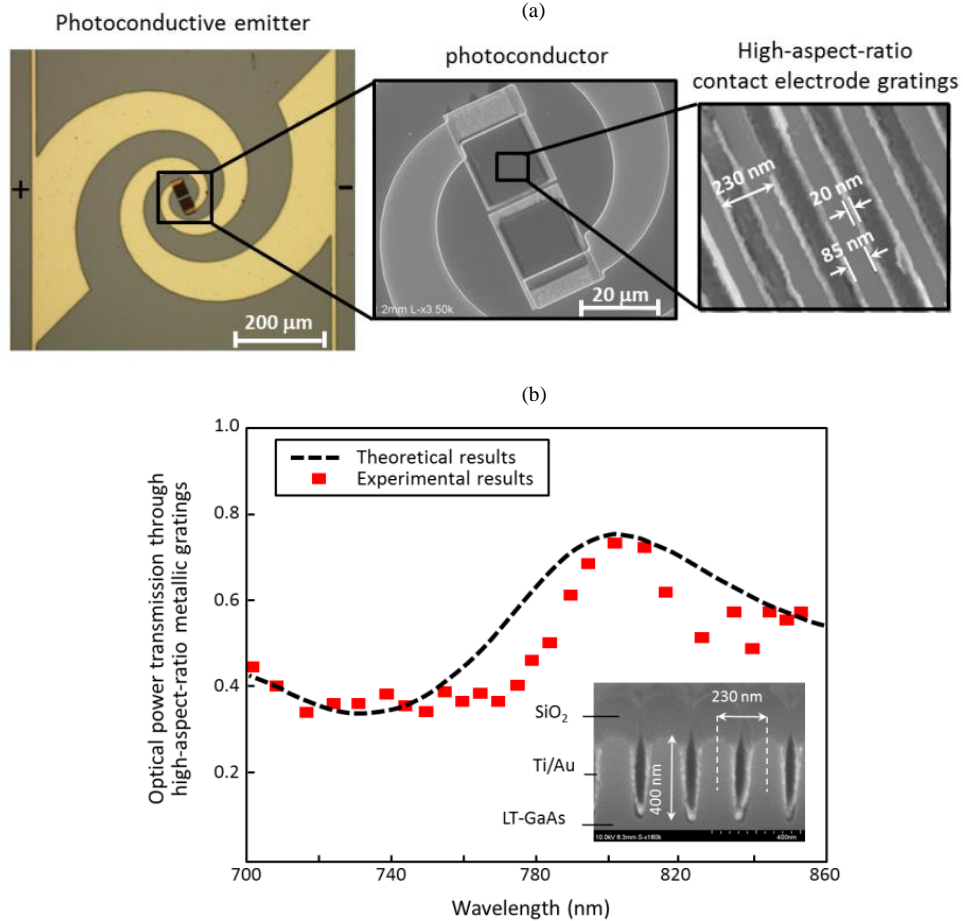 (a)
Photoconductive emitter
photoconductor
High-aspect-ratio
contact electrode gratings
+
-
200 µm
2mm L-x3.50k
20 µm
230 nm
20 nm
85 nm
(b)
Optical power transmission through
high-aspect-ratio metallic gratings
1.0
0.8
0.6
0.4
0.2
Theoretical results
Experimental results
SiO₂
Ti/Au
LT-GaAs
230 nm
400 nm
10.0kV 8.3mm S-x180k
400nm
700
740
780
820
860
Wavelength (nm)